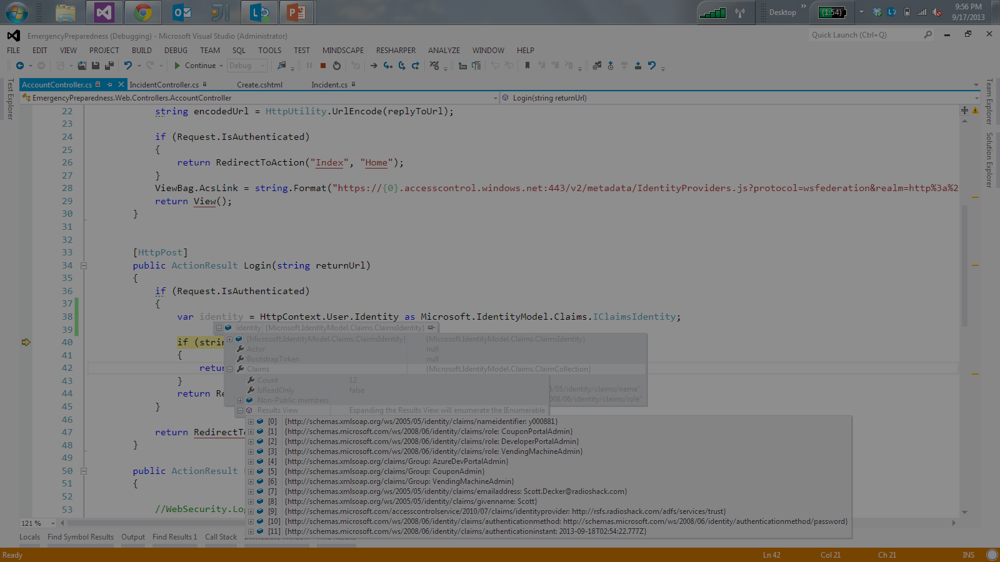 Desktop
»
(1:54)
9:56 PM
9/17/2013
EmergencyPreparedness (Debugging) - Microsoft Visual Studio (Administrator)
Quick Launch (Ctrl+Q)
FILE EDIT VIEW PROJECT BUILD DEBUG TEAM SQL TOOLS TEST MINDSCAPE RESHARPER ANALYZE WINDOW HELP
Continue Debug
AccountController.cs IncidentController.cs Create.cshtml Incident.cs
EmergencyPreparedness.Web.Controllers.AccountController Login(string returnUrl)
Test Explorer
Team Explorer
Solution Explorer
22 string encodedUrl = HttpUtility.UrlEncode(replyToUrl);
23
24 if (Request.IsAuthenticated)
25 {
26 return RedirectToAction("Index", "Home");
27 }
28 ViewBag.AcsLink = string.Format("https://{0}.accesscontrol.windows.net:443/v2/metadata/IdentityProviders.js?protocol=wsfederation&realm=http%3a%2
29 return View();
30 }
31
32
33 [HttpPost]
34 public ActionResult Login(string returnUrl)
35 {
36 if (Request.IsAuthenticated)
37 {
38 var identity = HttpContext.User.Identity as Microsoft.IdentityModel.Claims.IClaimsIdentity;
39
identity {Microsoft.IdentityModel.Claims.ClaimsIdentity}
40 if (strin
[Microsoft.IdentityModel.Claims.ClaimsIdentity] {Microsoft.IdentityModel.Claims.ClaimsIdentity}
Actor null
41 {
BootstrapToken null
42 retur
Claims {Microsoft.IdentityModel.Claims.ClaimCollection}
43 }
Count 12
IsReadOnly false
5/05/identity/claims/name"
44 return Re
Non-Public members
008/06/identity/claims/role"
45 }
Results View Expanding the Results View will enumerate the IEnumerable
46
[0] {http://schemas.xmlsoap.org/ws/2005/05/identity/claims/nameidentifier: y000881}
47 return RedirectTo
[1] {http://schemas.microsoft.com/ws/2008/06/identity/claims/role: CouponPortalAdmin}
[2] {http://schemas.microsoft.com/ws/2008/06/identity/claims/role: DeveloperPortalAdmin}
48 }
[3] {http://schemas.microsoft.com/ws/2008/06/identity/claims/role: VendingMachineAdmin}
49
[4] {http://schemas.xmlsoap.org/claims/Group: AzureDevPortalAdmin}
50 public ActionResult
[5] {http://schemas.xmlsoap.org/claims/Group: CouponAdmin}
51 {
[6] {http://schemas.xmlsoap.org/claims/Group: VendingMachineAdmin}
[7] {http://schemas.xmlsoap.org/ws/2005/05/identity/claims/emailaddress: Scott.Decker@radioshack.com}
52
[8] {http://schemas.xmlsoap.org/ws/2005/05/identity/claims/givenname: Scott}
53 //WebSecurity.Lo
[9] {http://schemas.microsoft.com/accesscontrolservice/2010/07/claims/identityprovider: http://rsfs.radioshack.com/adfs/services/trust}
121 %
[10] {http://schemas.microsoft.com/ws/2008/06/identity/claims/authenticationmethod: http://schemas.microsoft.com/ws/2008/06/identity/authenticationmethod/password}
[11] {http://schemas.microsoft.com/ws/2008/06/identity/claims/authenticationinstant: 2013-09-18T02:54:22.777Z}
Locals Find Symbol Results Output Find Results 1 Call Stack
Ready Ln 42 Col 21 Ch 21 INS